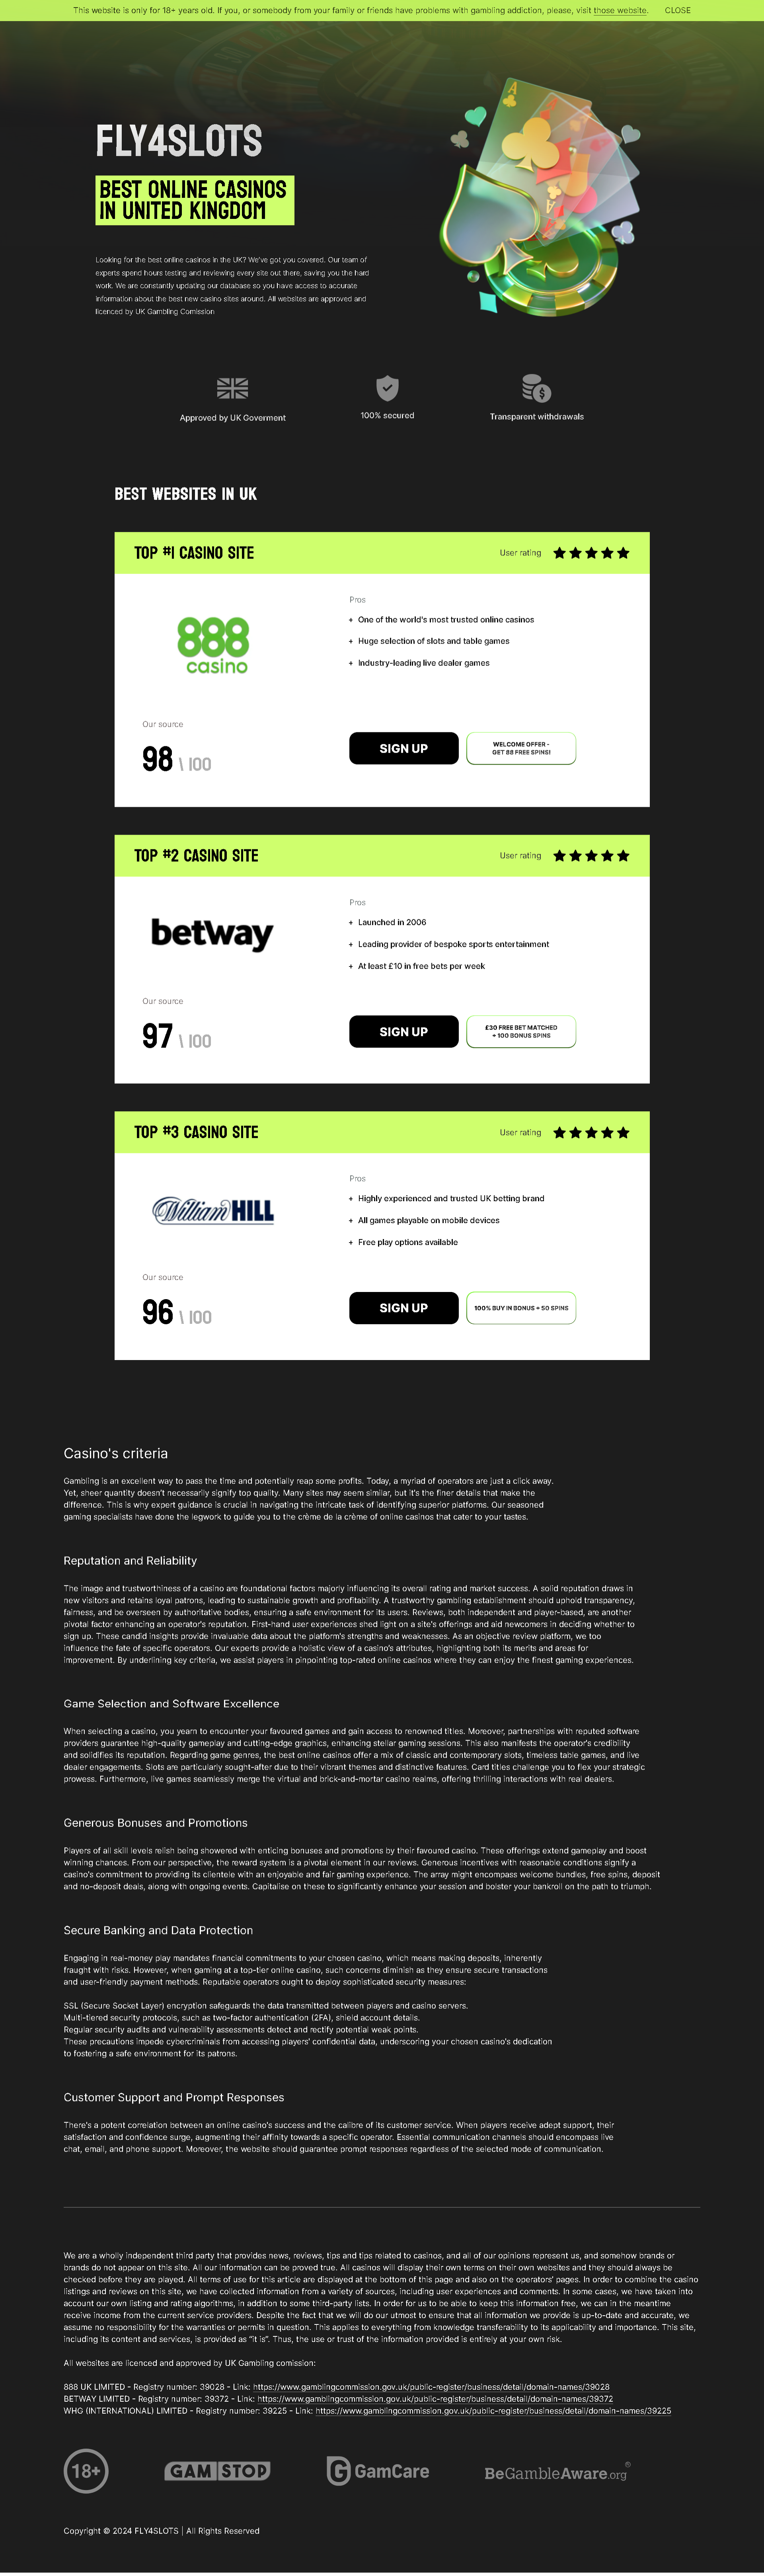 This website is only for 18+ years old. If you, or somebody from your family or friends have problems with gambling addiction, please, visit those website. CLOSE
FLY4SLOTS
BEST ONLINE CASINOS
IN UNITED KINGDOM
Looking for the best online casinos in the UK? We've got you covered. Our team of
experts spend hours testing and reviewing every site out there, saving you the hard
work. We are constantly updating our database so you have access to accurate
information about the best new casino sites around. All websites are approved and
licenced by UK Gambling Comission
Approved by UK Goverment
100% secured
Transparent withdrawals
BEST WEBSITES IN UK
TOP #1 CASINO SITE
User rating
888
casino
Pros
+ One of the world's most trusted online casinos
+ Huge selection of slots and table games
+ Industry-leading live dealer games
Our source
98 \ 100
SIGN UP
WELCOME OFFER -
GET 88 FREE SPINS!
TOP #2 CASINO SITE
User rating
betway
Pros
+ Launched in 2006
+ Leading provider of bespoke sports entertainment
+ At least £10 in free bets per week
Our source
97 \ 100
SIGN UP
£30 FREE BET MATCHED
+ 100 BONUS SPINS
TOP #3 CASINO SITE
User rating
William HILL
Pros
+ Highly experienced and trusted UK betting brand
+ All games playable on mobile devices
+ Free play options available
Our source
96 \ 100
SIGN UP
100% BUY IN BONUS + 50 SPINS
Casino's criteria
Gambling is an excellent way to pass the time and potentially reap some profits. Today, a myriad of operators are just a click away.
Yet, sheer quantity doesn't necessarily signify top quality. Many sites may seem similar, but it's the finer details that make the
difference. This is why expert guidance is crucial in navigating the intricate task of identifying superior platforms. Our seasoned
gaming specialists have done the legwork to guide you to the crème de la crème of online casinos that cater to your tastes.
Reputation and Reliability
The image and trustworthiness of a casino are foundational factors majorly influencing its overall rating and market success. A solid reputation draws in
new visitors and retains loyal patrons, leading to sustainable growth and profitability. A trustworthy gambling establishment should uphold transparency,
fairness, and be overseen by authoritative bodies, ensuring a safe environment for its users. Reviews, both independent and player-based, are another
pivotal factor enhancing an operator's reputation. First-hand user experiences shed light on a site's offerings and aid newcomers in deciding whether to
sign up. These candid insights provide invaluable data about the platform's strengths and weaknesses. As an objective review platform, we too
influence the fate of specific operators. Our experts provide a holistic view of a casino's attributes, highlighting both its merits and areas for
improvement. By underlining key criteria, we assist players in pinpointing top-rated online casinos where they can enjoy the finest gaming experiences.
Game Selection and Software Excellence
When selecting a casino, you yearn to encounter your favoured games and gain access to renowned titles. Moreover, partnerships with reputed software
providers guarantee high-quality gameplay and cutting-edge graphics, enhancing stellar gaming sessions. This also manifests the operator's credibility
and solidifies its reputation. Regarding game genres, the best online casinos offer a mix of classic and contemporary slots, timeless table games, and live
dealer engagements. Slots are particularly sought-after due to their vibrant themes and distinctive features. Card titles challenge you to flex your strategic
prowess. Furthermore, live games seamlessly merge the virtual and brick-and-mortar casino realms, offering thrilling interactions with real dealers.
Generous Bonuses and Promotions
Players of all skill levels relish being showered with enticing bonuses and promotions by their favoured casino. These offerings extend gameplay and boost
winning chances. From our perspective, the reward system is a pivotal element in our reviews. Generous incentives with reasonable conditions signify a
casino's commitment to providing its clientele with an enjoyable and fair gaming experience. The array might encompass welcome bundles, free spins, deposit
and no-deposit deals, along with ongoing events. Capitalise on these to significantly enhance your session and bolster your bankroll on the path to triumph.
Secure Banking and Data Protection
Engaging in real-money play mandates financial commitments to your chosen casino, which means making deposits, inherently
fraught with risks. However, when gaming at a top-tier online casino, such concerns diminish as they ensure secure transactions
and user-friendly payment methods. Reputable operators ought to deploy sophisticated security measures:
SSL (Secure Socket Layer) encryption safeguards the data transmitted between players and casino servers.
Multi-tiered security protocols, such as two-factor authentication (2FA), shield account details.
Regular security audits and vulnerability assessments detect and rectify potential weak points.
These precautions impede cybercriminals from accessing players' confidential data, underscoring your chosen casino's dedication
to fostering a safe environment for its patrons.
Customer Support and Prompt Responses
There's a potent correlation between an online casino's success and the calibre of its customer service. When players receive adept support, their
satisfaction and confidence surge, augmenting their affinity towards a specific operator. Essential communication channels should encompass live
chat, email, and phone support. Moreover, the website should guarantee prompt responses regardless of the selected mode of communication.
We are a wholly independent third party that provides news, reviews, tips and tips related to casinos, and all of our opinions represent us, and somehow brands or
brands do not appear on this site. All our information can be proved true. All casinos will display their own terms on their own websites and they should always be
checked before they are played. All terms of use for this article are displayed at the bottom of this page and also on the operators' pages. In order to combine the casino
listings and reviews on this site, we have collected information from a variety of sources, including user experiences and comments. In some cases, we have taken into
account our own listing and rating algorithms, in addition to some third-party lists. In order for us to be able to keep this information free, we can in the meantime
receive income from the current service providers. Despite the fact that we will do our utmost to ensure that all information we provide is up-to-date and accurate, we
assume no responsibility for the warranties or permits in question. This applies to everything from knowledge transferability to its applicability and importance. This site,
including its content and services, is provided as "it is". Thus, the use or trust of the information provided is entirely at your own risk.
All websites are licenced and approved by UK Gambling comission:
888 UK LIMITED - Registry number: 39028 - Link: https://www.gamblingcommission.gov.uk/public-register/business/detail/domain-names/39028
BETWAY LIMITED - Registry number: 39372 - Link: https://www.gamblingcommission.gov.uk/public-register/business/detail/domain-names/39372
WHG (INTERNATIONAL) LIMITED - Registry number: 39225 - Link: https://www.gamblingcommission.gov.uk/public-register/business/detail/domain-names/39225
18+
GAMSTOP
GamCare
BeGambleAware.org®
Copyright © 2024 FLY4SLOTS | All Rights Reserved